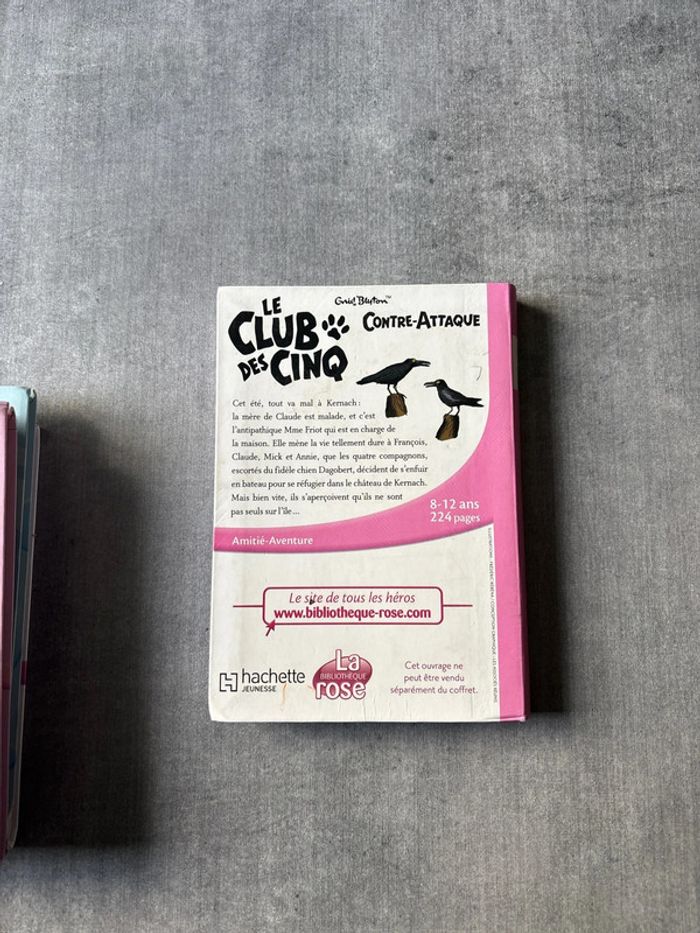 Enid Blyton™
LE CLUB DES CINQ
CONTRE-ATTAQUE
Cet été, tout va mal à Kernach :
la mère de Claude est malade, et c'est
l'antipathique Mme Friot qui est en charge de
la maison. Elle mène la vie tellement dure à François,
Claude, Mick et Annie, que les quatre compagnons,
escortés du fidèle chien Dagobert, décident de s'enfuir
en bateau pour se réfugier dans le château de Kernach.
Mais bien vite, ils s'aperçoivent qu'ils ne sont
pas seuls sur l'île...
8-12 ans
224 pages
Amitié-Aventure
Le site de tous les héros
www.bibliotheque-rose.com
hachette
JEUNESSE
La
BIBLIOTHÈQUE
rose
Cet ouvrage ne
peut être vendu
séparément du coffret.